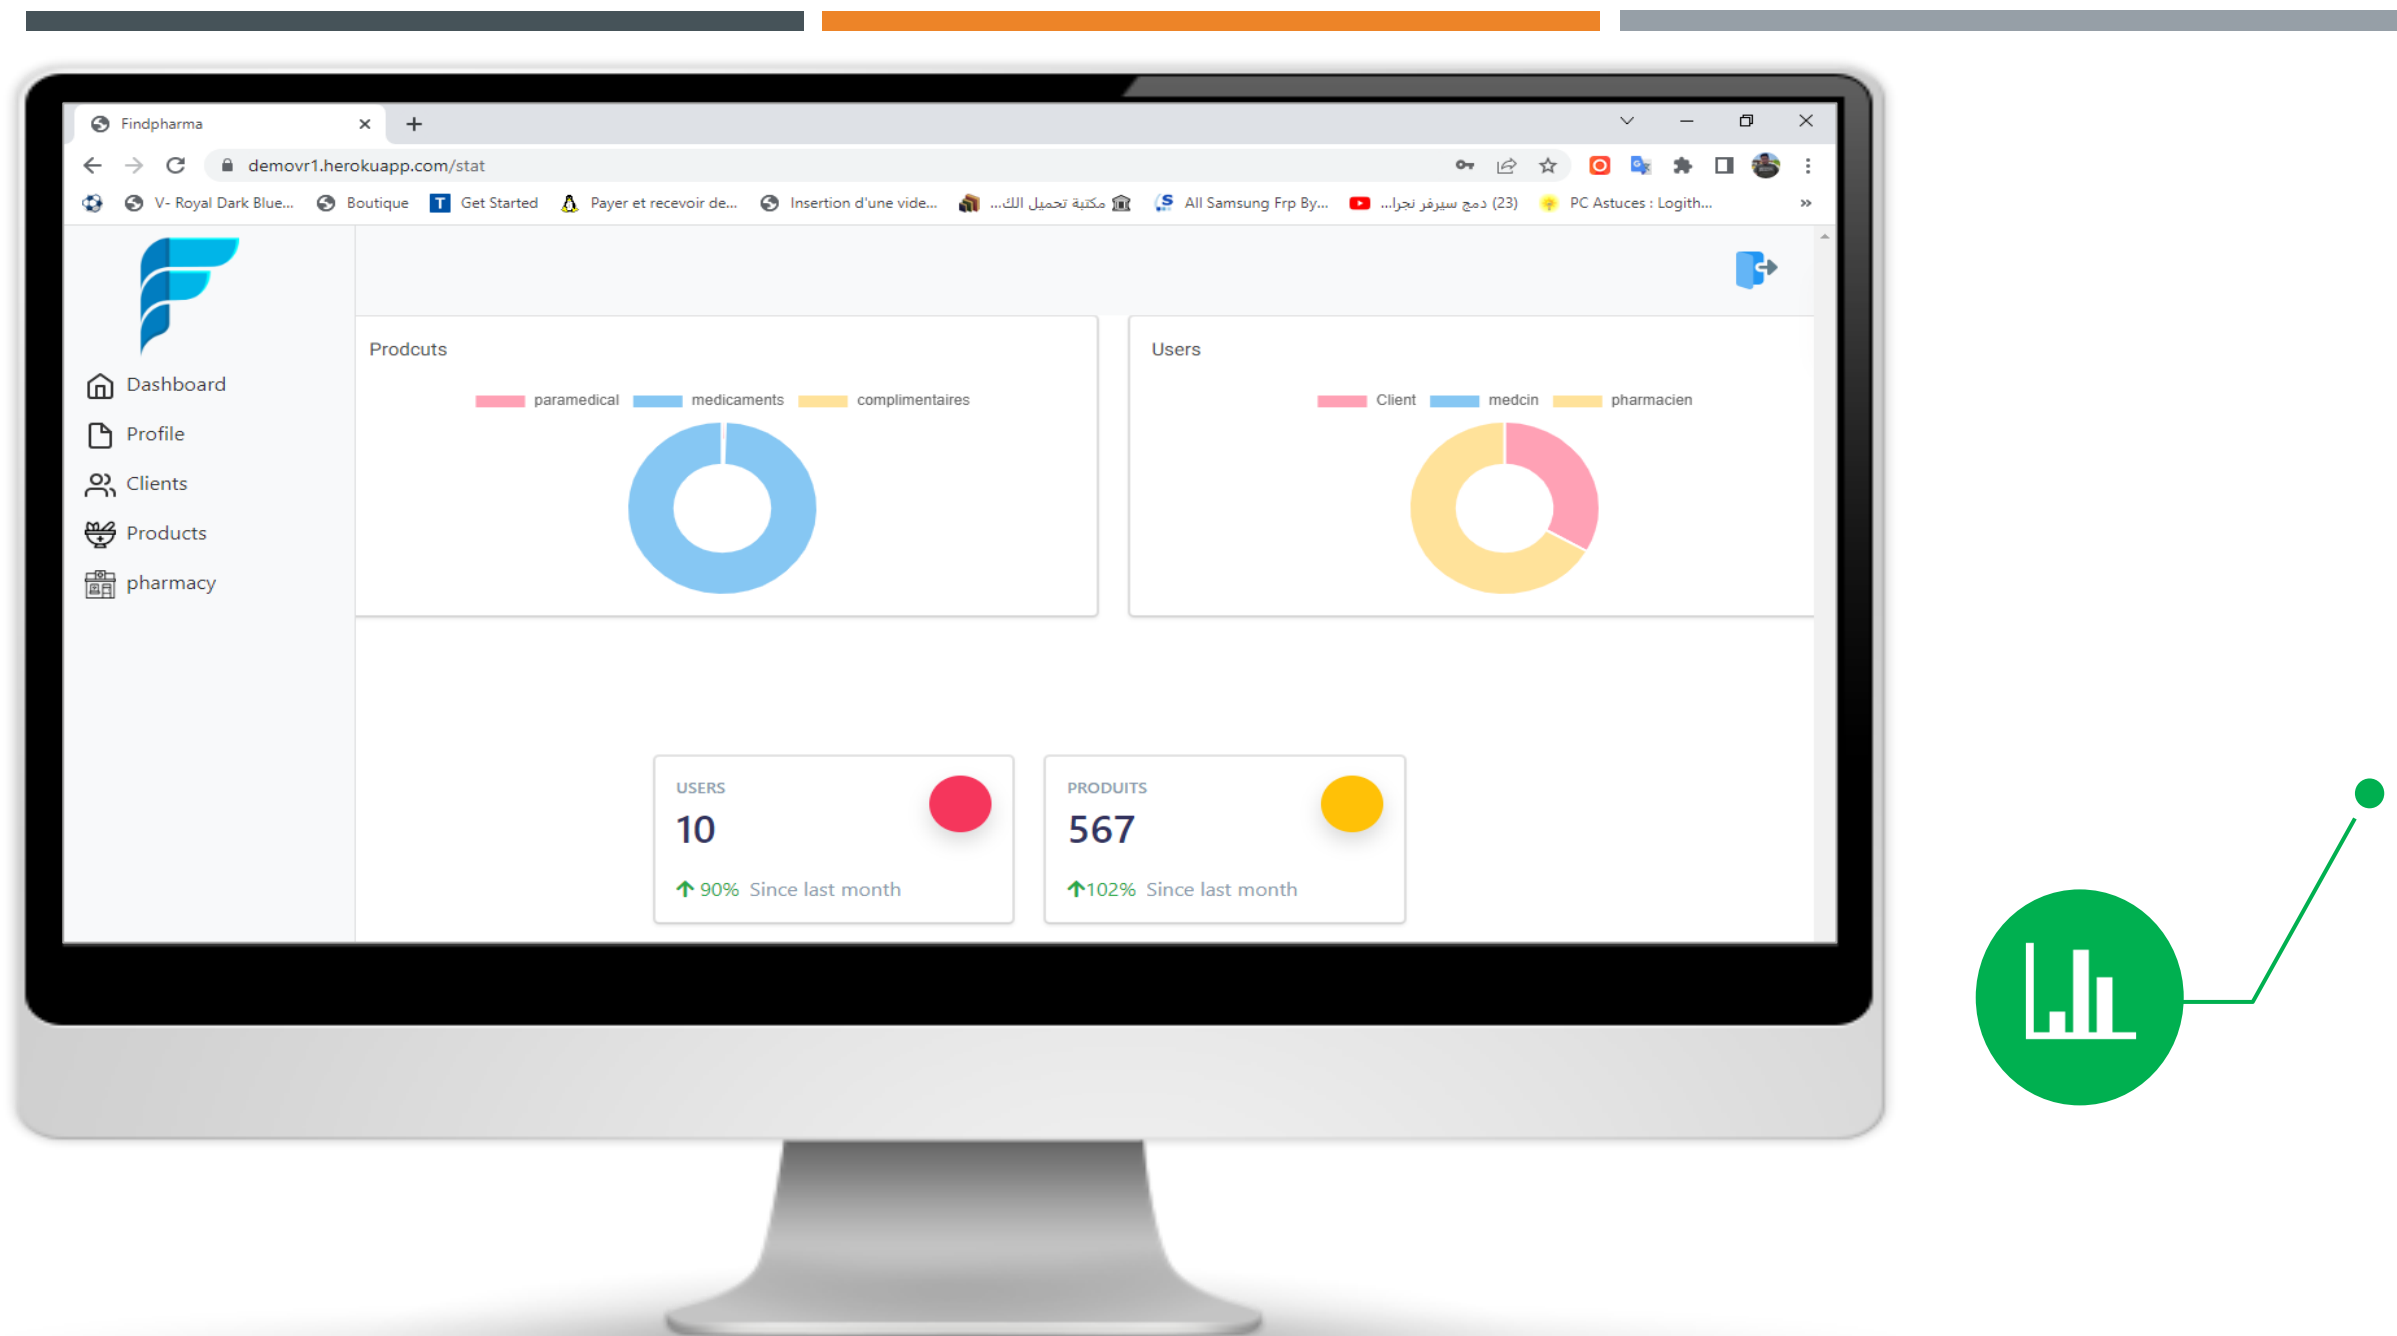 Findpharma
demovr1.herokuapp.com/stat
V- Royal Dark Blue... Boutique Get Started Payer et recevoir de... Insertion d'une vide... مكتبة تحميل الك... All Samsung Frp By... (23) دمج سيرفر نجرا... PC Astuces : Logith...
Dashboard
Profile
Clients
Products
pharmacy
Prodcuts
paramedical medicaments complimentaires
Users
Client medcin pharmacien
USERS
10
90% Since last month
PRODUITS
567
102% Since last month